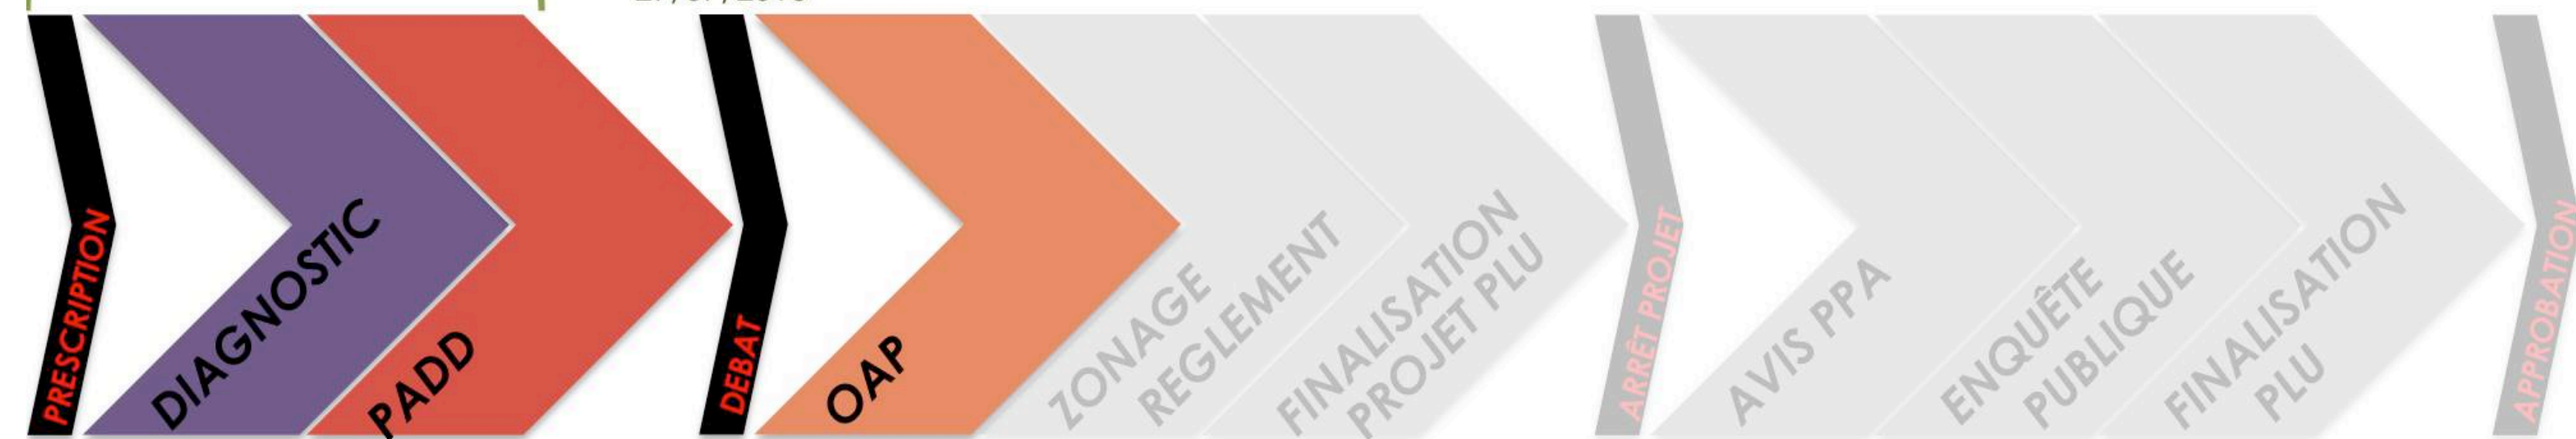 PRESCRIPTION
DIAGNOSTIC
PADD
DEBAT
OAP
ZONAGE
REGLEMENT
FINALISATION
PROJET PLU
ARRÊT PROJET
AVIS PPA
ENQUÊTE
PUBLIQUE
FINALISATION
PLU
APPROBATION